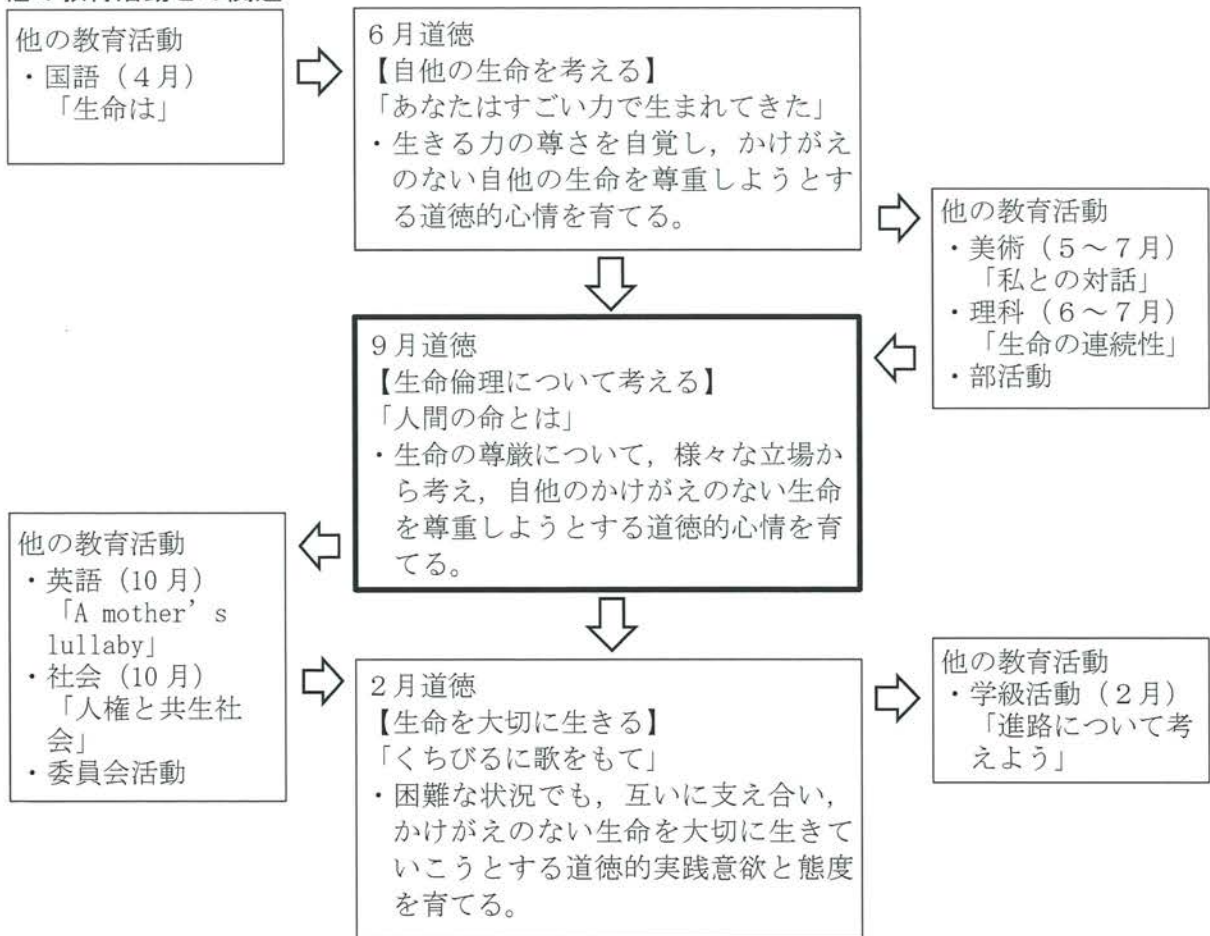 他の教育活動
・国語（４月）
「生命は」
６月道徳
【自他の生命を考える】
「あなたはすごい力で生まれてきた」
・生きる力の尊さを自覚し，かけがえ
のない自他の生命を尊重しようとす
る道徳的心情を育てる。
他の教育活動
・美術（５～７月）
「私との対話」
・理科（６～７月）
「生命の連続性」
・部活動
９月道徳
【生命倫理について考える】
「人間の命とは」
・生命の尊厳について，様々な立場か
ら考え，自他のかけがえのない生命
を尊重しようとする道徳的心情を育
てる。
他の教育活動
・英語（10月）
「A mother’s
lullaby」
・社会（10月）
「人権と共生社
会」
・委員会活動
２月道徳
【生命を大切に生きる】
「くちびるに歌をもて」
・困難な状況でも，互いに支え合い，
かけがえのない生命を大切に生きて
いこうとする道徳的実践意欲と態度
を育てる。
他の教育活動
・学級活動（２月）
「進路について考
えよう」